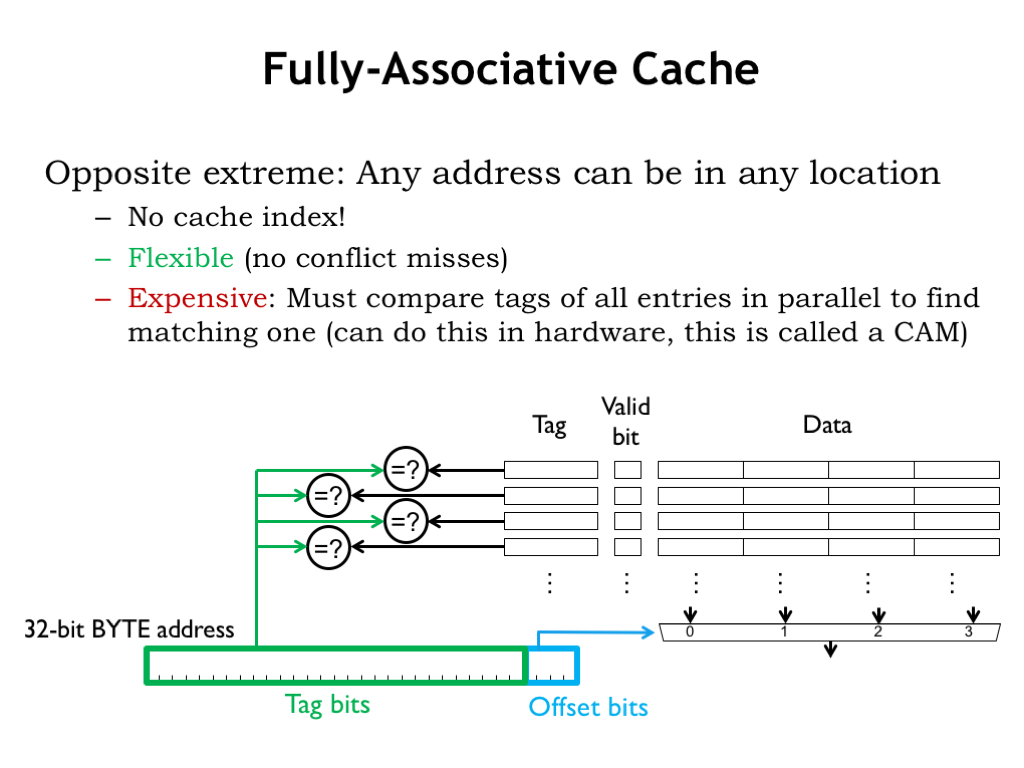 Fully-Associative Cache
Opposite extreme: Any address can be in any location
– No cache index!
– Flexible (no conflict misses)
– Expensive: Must compare tags of all entries in parallel to find
matching one (can do this in hardware, this is called a CAM)
Tag
Valid
bit
Data
=?
=?
=?
=?
⋮ ⋮ ⋮ ⋮ ⋮ ⋮
32-bit BYTE address
0 1 2 3
Tag bits
Offset bits